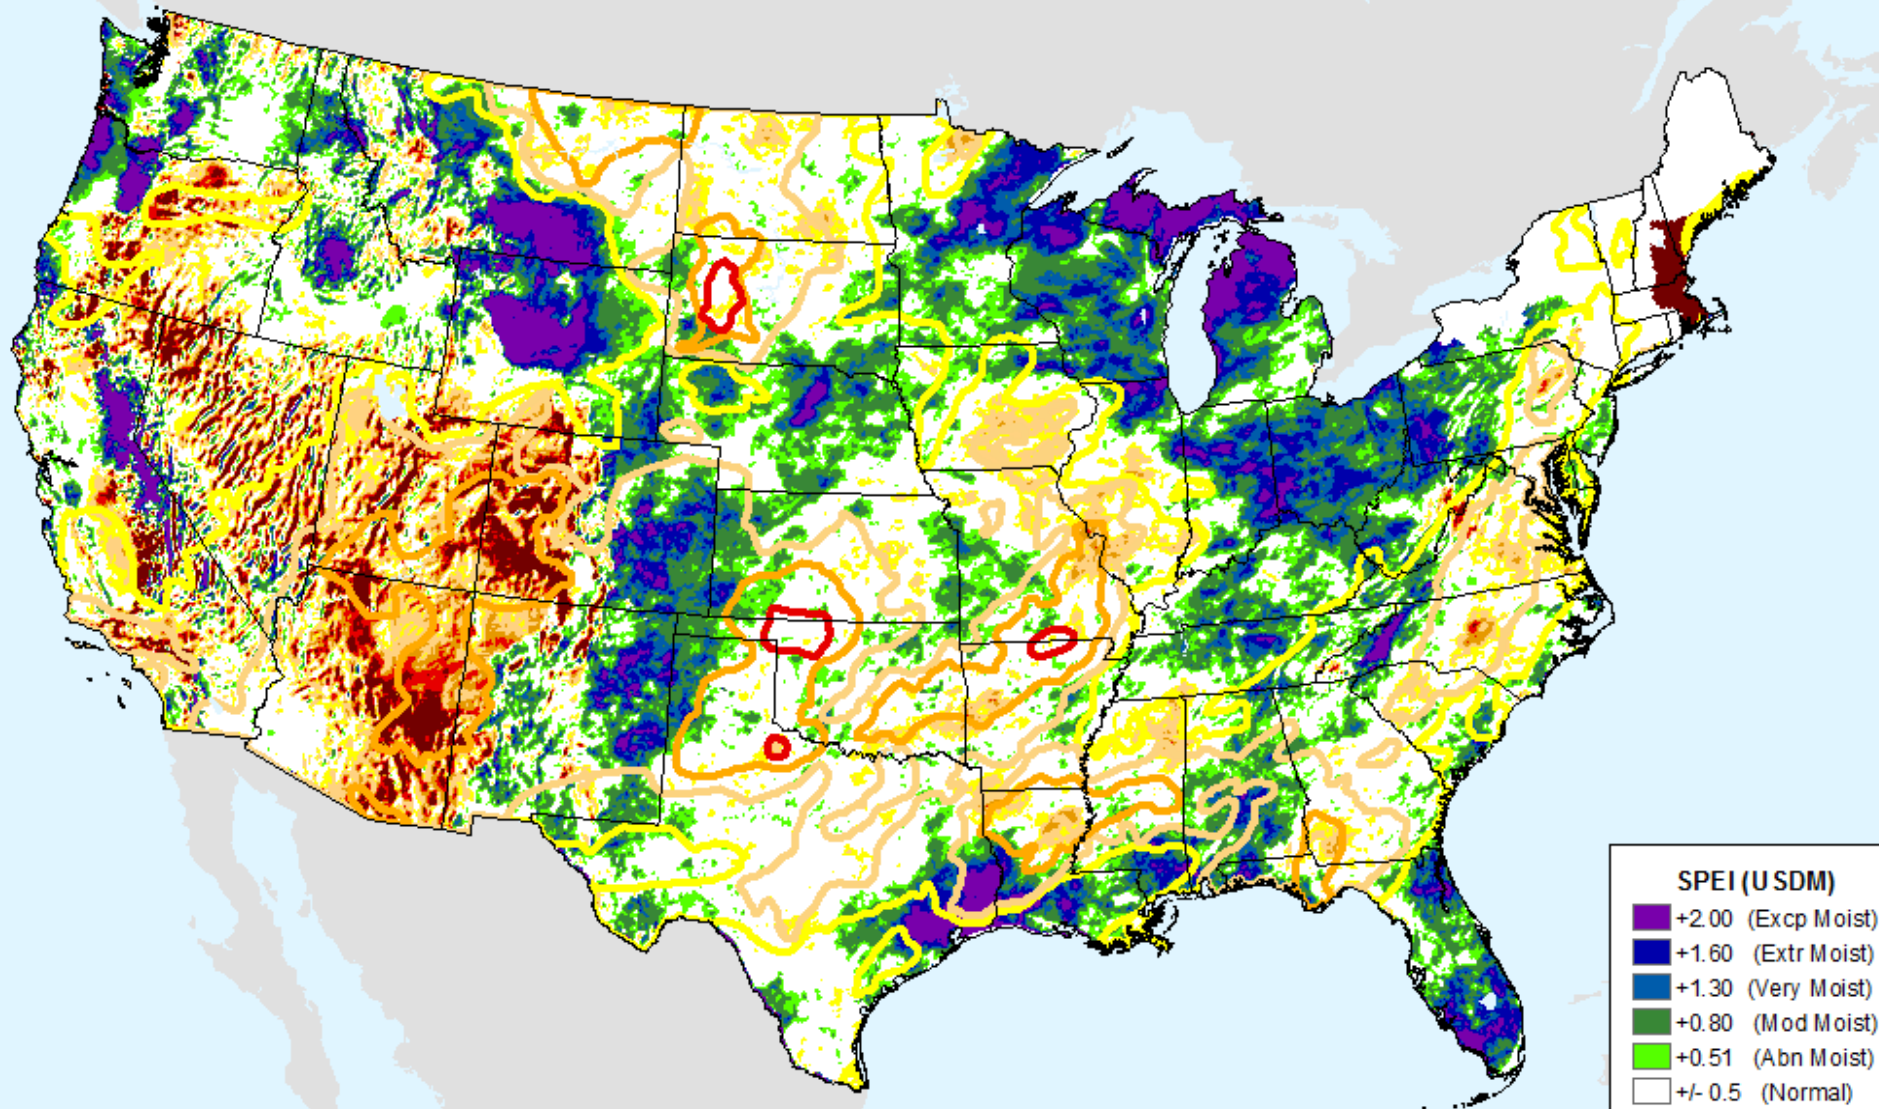 SPEI (USDM)
+2.00 (Excp Moist)
+1.60 (Extr Moist)
+1.30 (Very Moist)
+0.80 (Mod Moist)
+0.51 (Abn Moist)
+/- 0.5 (Normal)